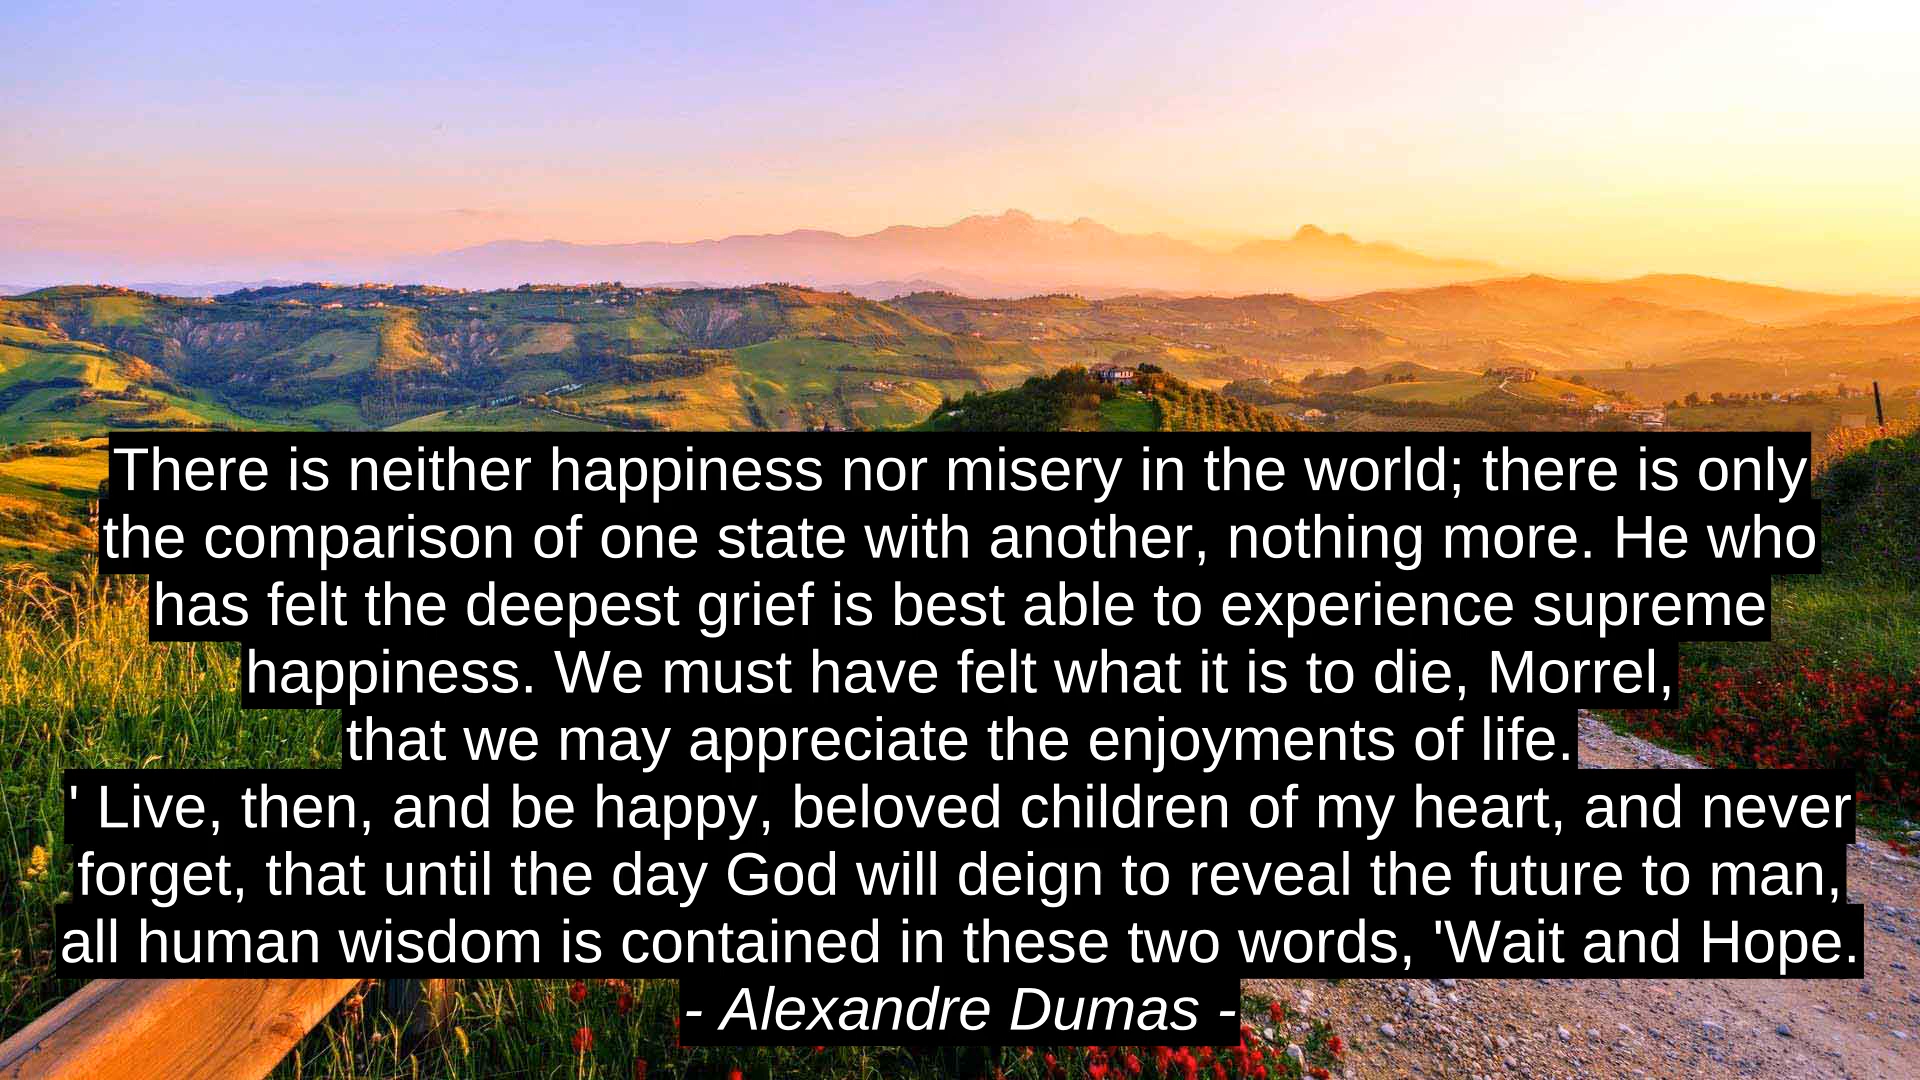 There is neither happiness nor misery in the world; there is only
the comparison of one state with another, nothing more. He who
has felt the deepest grief is best able to experience supreme
happiness. We must have felt what it is to die, Morrel,
that we may appreciate the enjoyments of life.
' Live, then, and be happy, beloved children of my heart, and never
forget, that until the day God will deign to reveal the future to man,
all human wisdom is contained in these two words, 'Wait and Hope.
- Alexandre Dumas -